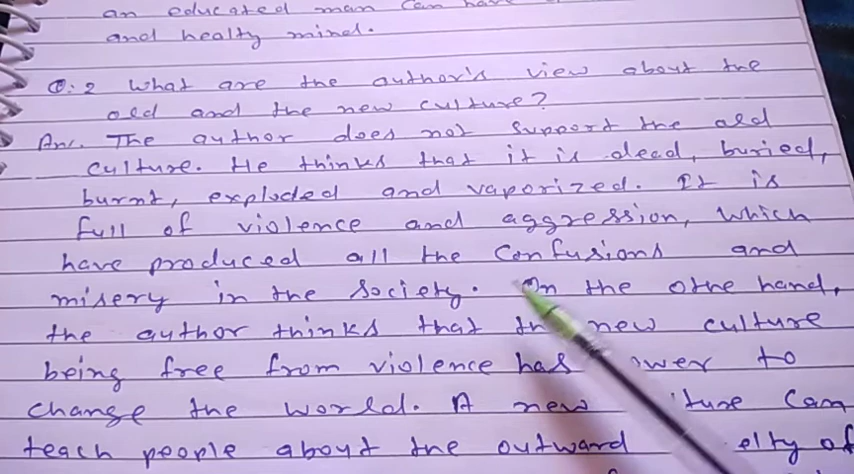 an educated man can have
and healty mind.
Q.2 What are the author's view about the
old and the new culture?
Ans. The author does not support the old
culture. He thinks that it is dead, buried,
burnt, exploded and vaporized. It is
full of violence and aggression, which
have produced all the confusions and
misery in the society. On the othe hand,
the author thinks that the new culture
being free from violence has to
change the world. A new can
teach people about the outward of